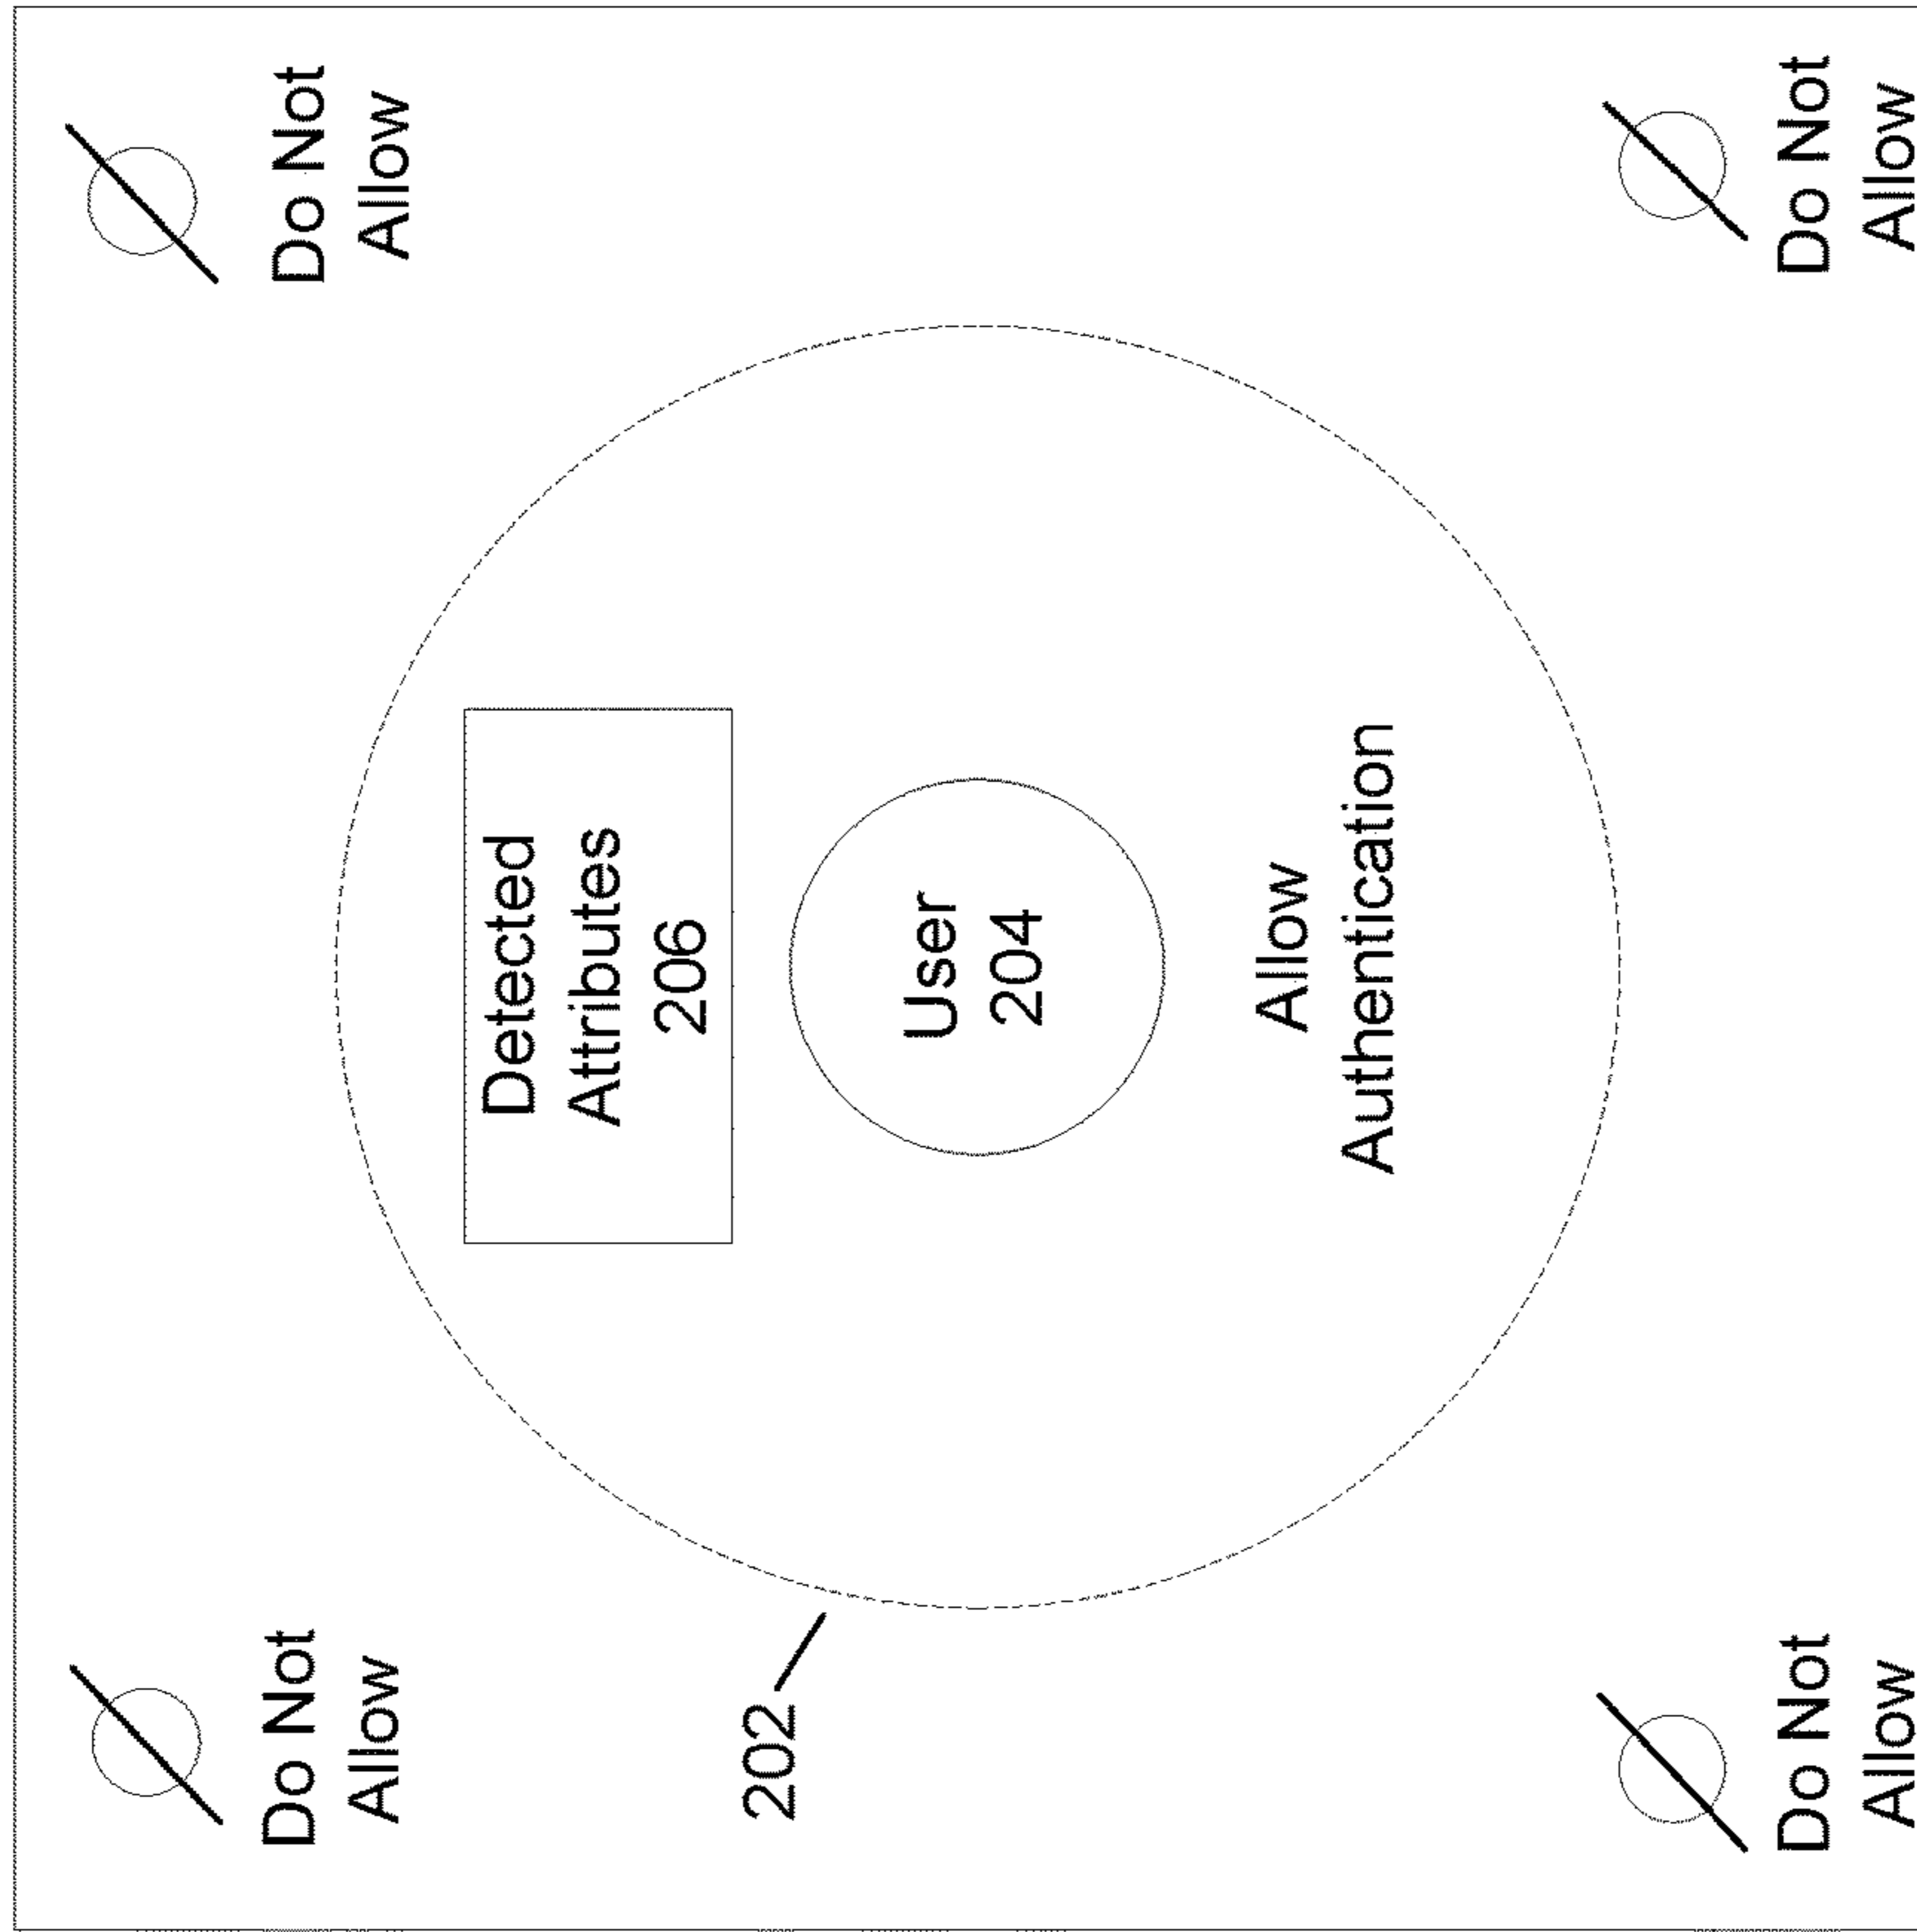 Do Not
Allow
Do Not
Allow
Detected
Attributes
206
202
User
204
Allow
Authentication
Do Not
Allow
Do Not
Allow